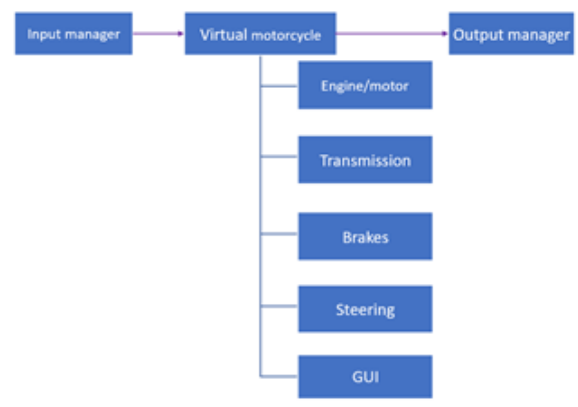 Input manager
Virtual motorcycle
Output manager
Engine/motor
Transmission
Brakes
Steering
GUI